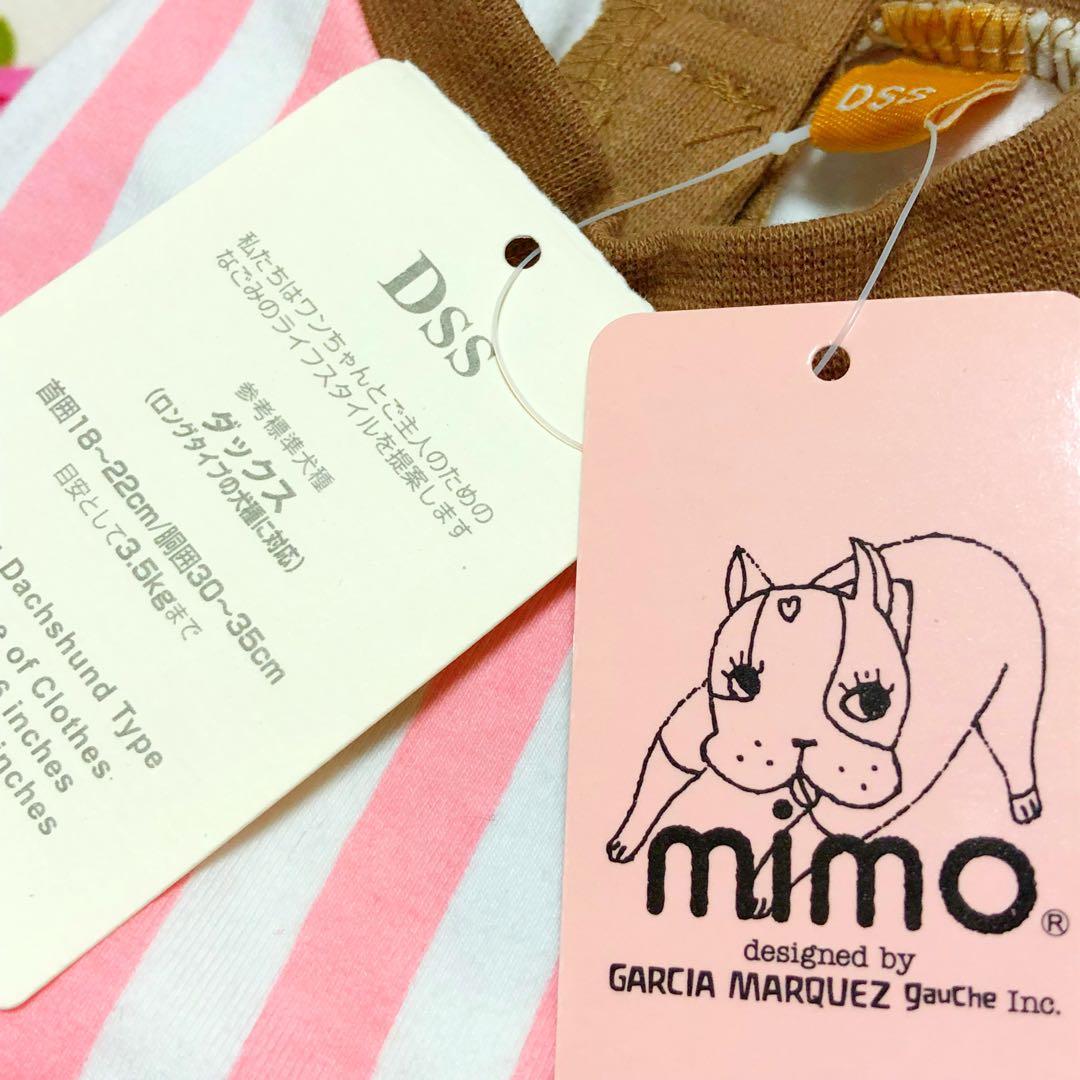 DSS
DSS
私たちはワンちゃんとご主人のための
なごみのライフスタイルを提案します
参考標準犬種
ダックス
(ロングタイプの犬種に対応)
首囲18〜22cm/胴囲30〜35cm
目安として3.5kgまで
Dachshund Type
of Clothes
inches
inches
mimo®
designed by
GARCIA MARQUEZ gauche Inc.